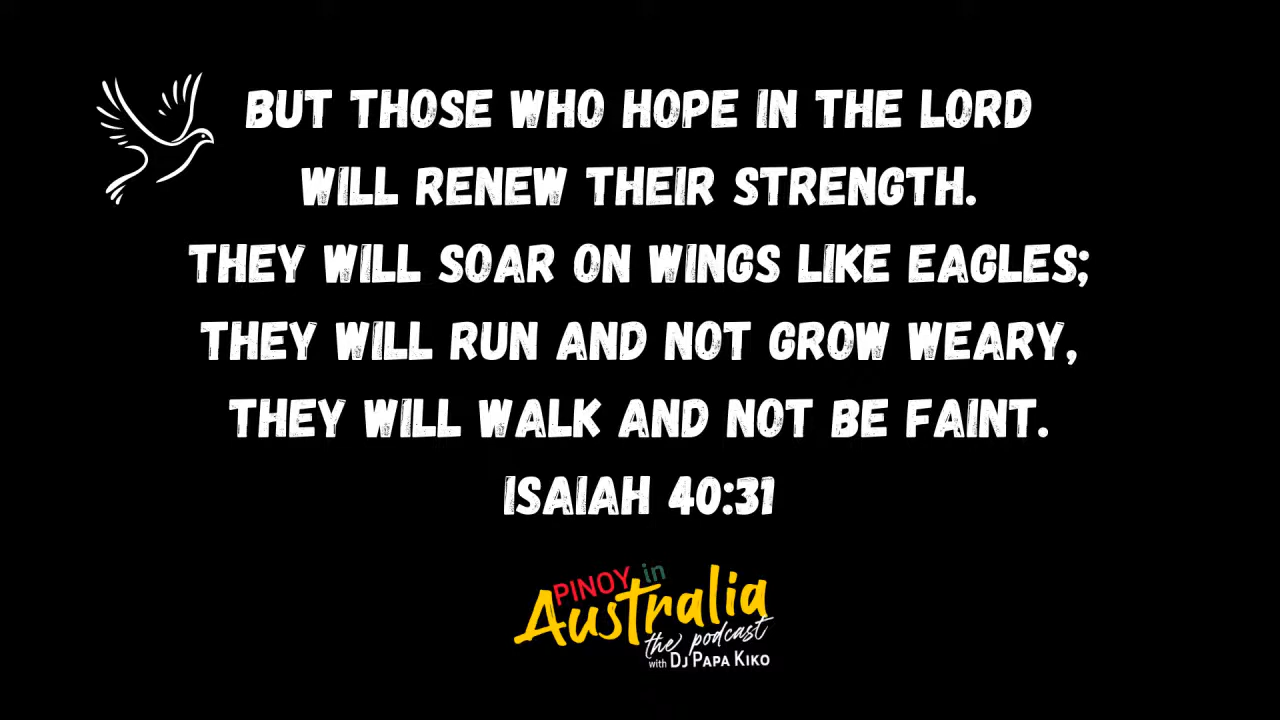 BUT THOSE WHO HOPE IN THE LORD
WILL RENEW THEIR STRENGTH.
THEY WILL SOAR ON WINGS LIKE EAGLES;
THEY WILL RUN AND NOT GROW WEARY,
THEY WILL WALK AND NOT BE FAINT.
ISAIAH 40:31
PINOY in
Australia
the podcast
with DJ PAPA KIKO